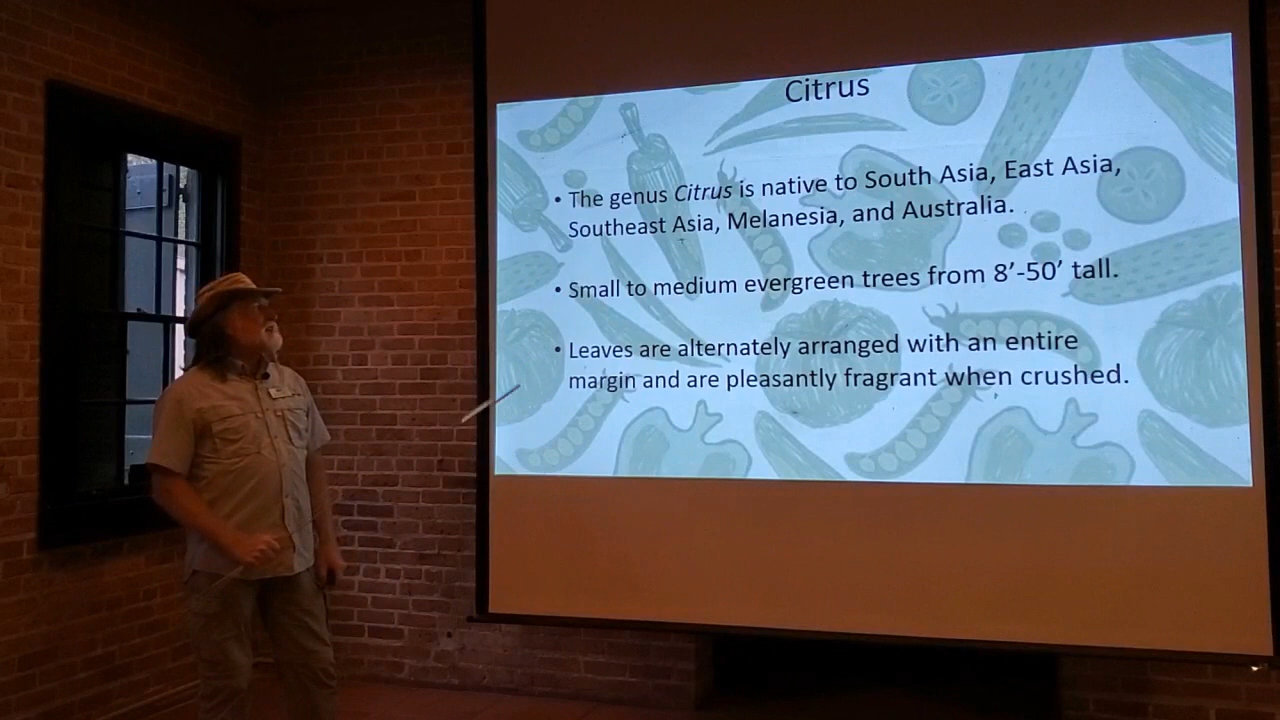 Citrus
• The genus Citrus is native to South Asia, East Asia,
Southeast Asia, Melanesia, and Australia.
• Small to medium evergreen trees from 8’-50’ tall.
• Leaves are alternately arranged with an entire
margin and are pleasantly fragrant when crushed.